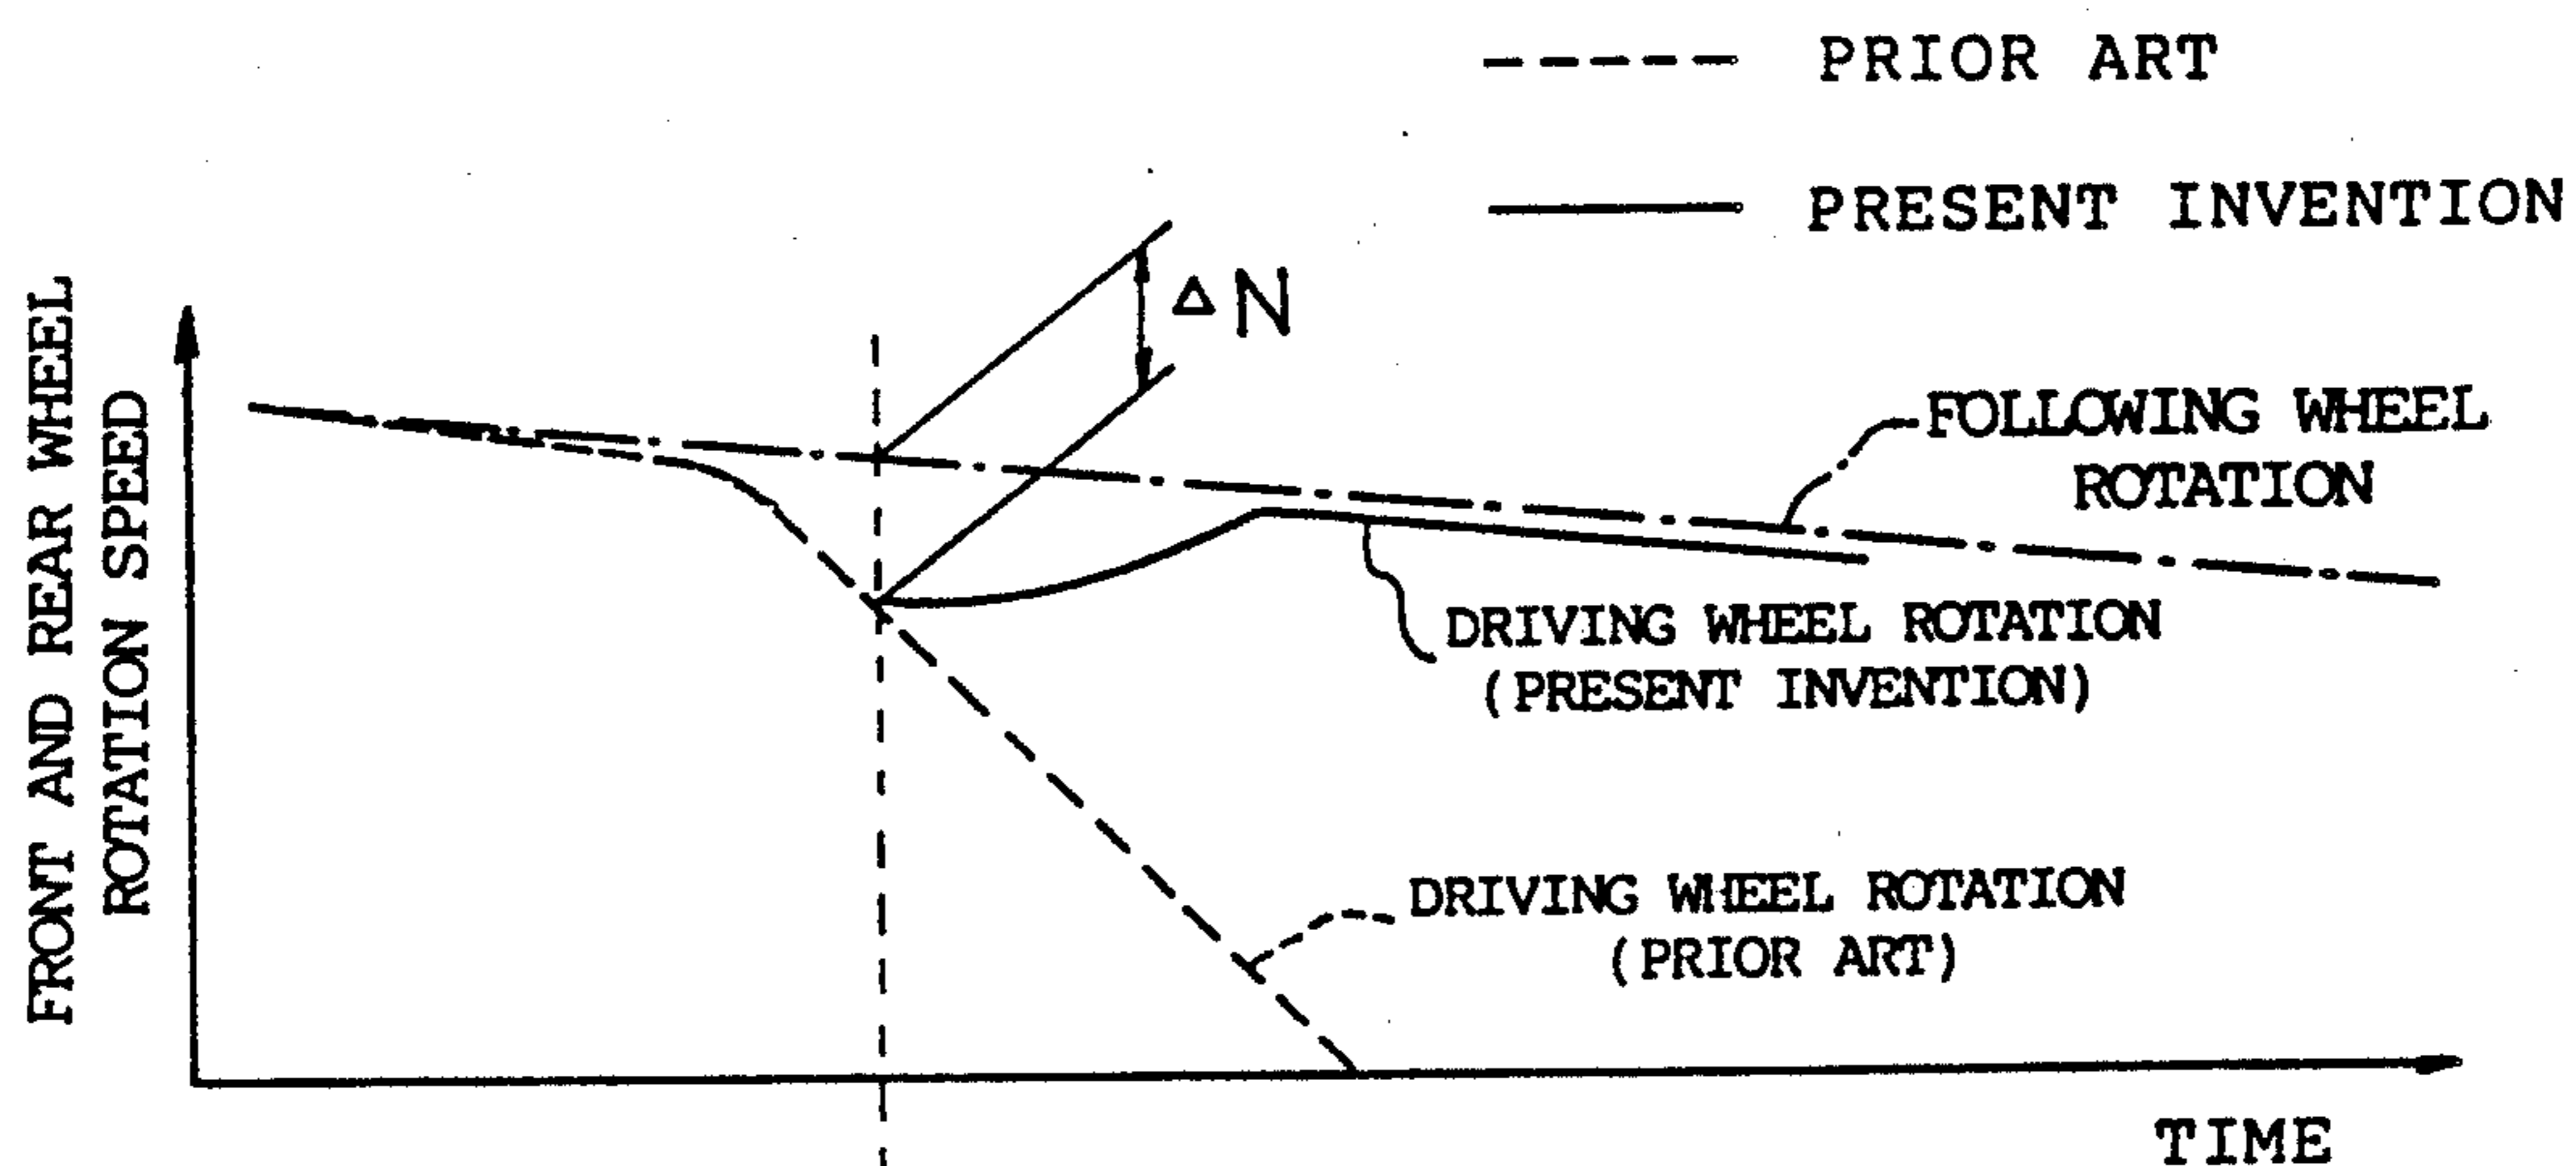 PRIOR ART
PRESENT INVENTION
FRONT AND REAR WHEEL
ROTATION SPEED
ΔN
FOLLOWING WHEEL
ROTATION
DRIVING WHEEL ROTATION
(PRESENT INVENTION)
DRIVING WHEEL ROTATION
(PRIOR ART)
TIME